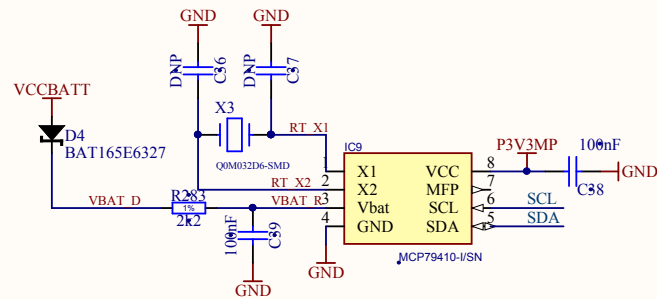 GND
GND
DNP
C36
DNP
C37
VCCBATT
X3
D4
BAT165E6327
RT_X1
Q0M032D6-SMD
IC9
P3V3MP
100nF
1
X1
VCC
8
GND
RT_X2
2
X2
MFP
7
C38
VBAT_D
R283
VBAT_R
3
Vbat
SCL
6
SCL
1%
2k2
4
GND
SDA
5
SDA
100nF
C39
MCP79410-I/SN
GND
GND